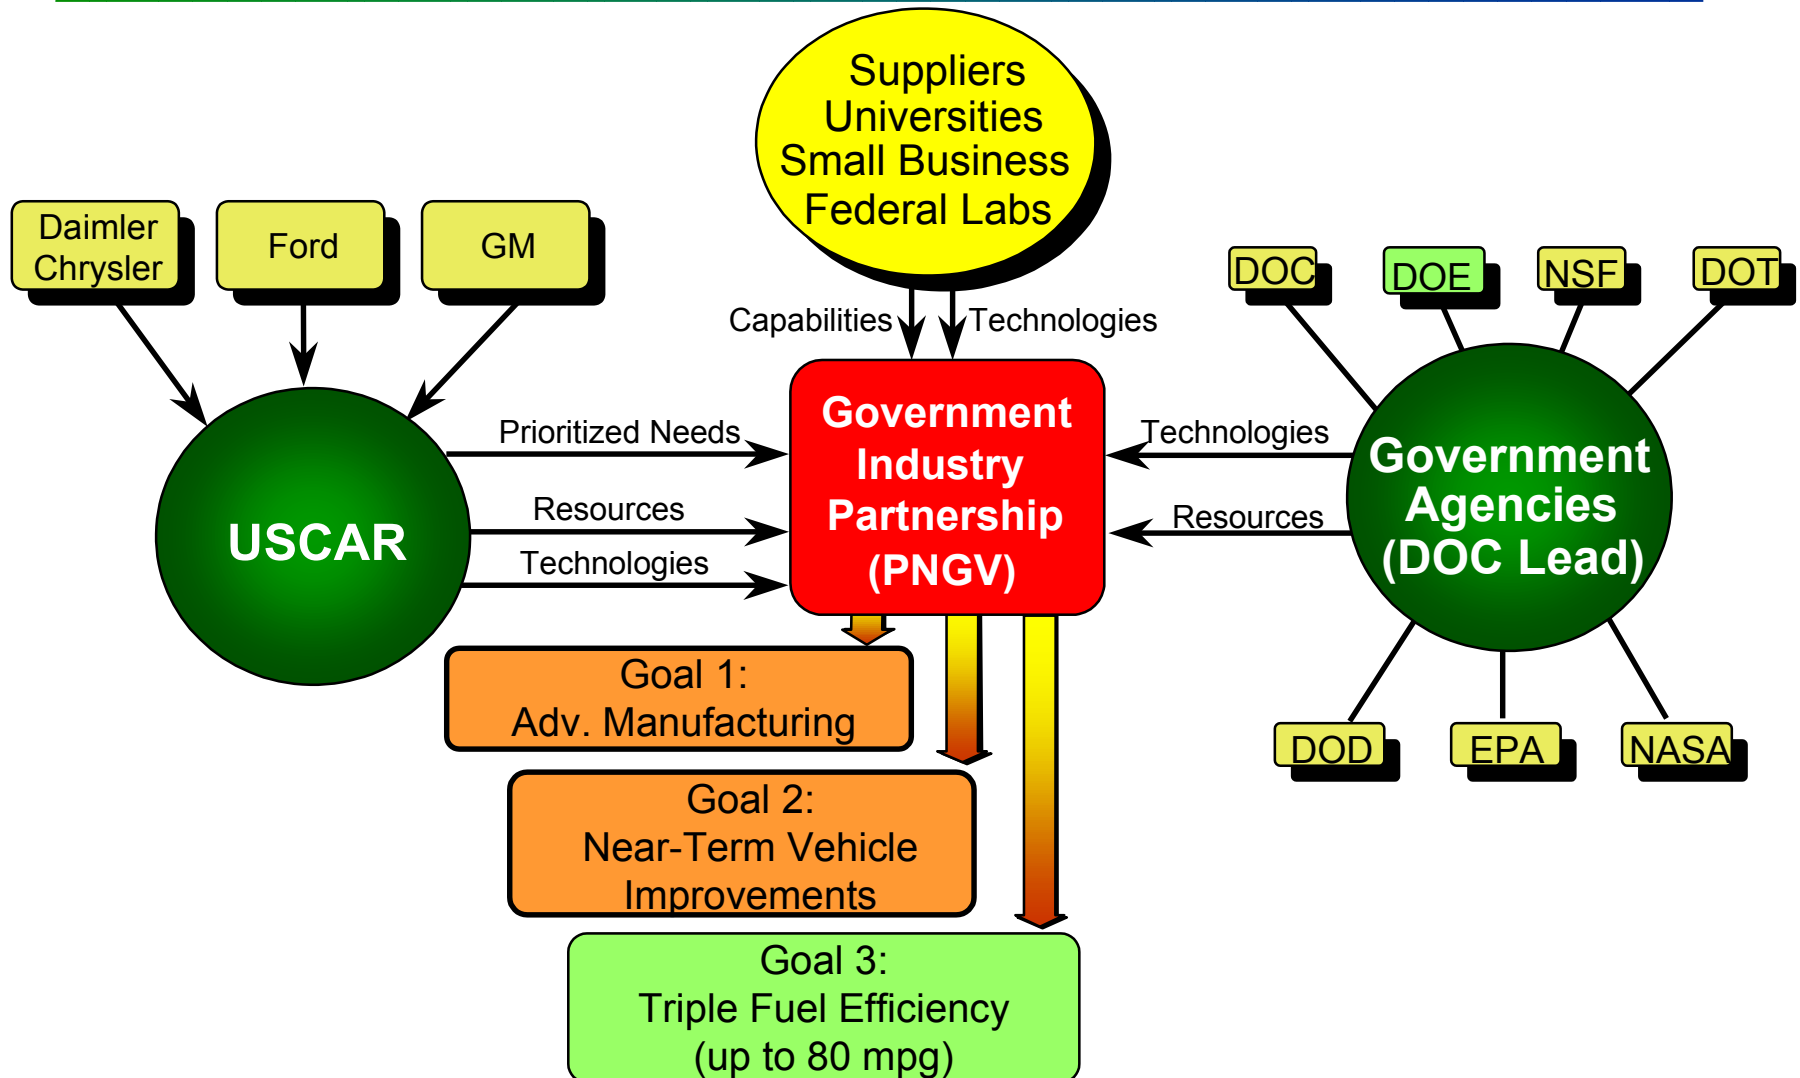 Suppliers
Universities
Small Business
Federal Labs
Daimler
Chrysler
Ford
GM
DOC
DOE
NSF
DOT
Capabilities
Technologies
Prioritized Needs
Resources
Technologies
USCAR
Government
Industry
Partnership
(PNGV)
Technologies
Resources
Government
Agencies
(DOC Lead)
DOD
EPA
NASA
Goal 1:
Adv. Manufacturing
Goal 2:
Near-Term Vehicle
Improvements
Goal 3:
Triple Fuel Efficiency
(up to 80 mpg)